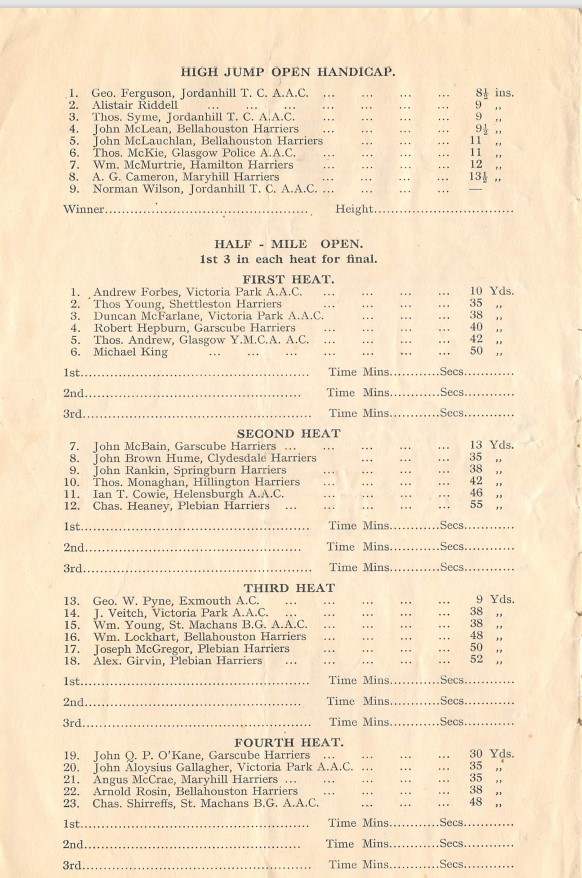 HIGH JUMP OPEN HANDICAP.
1. Geo. Ferguson, Jordanhill T. C. A.A.C. ... ... ... ... 8½ ins.
2. Alistair Riddell ... ... ... ... ... ... 9 ,,
3. Thos. Syme, Jordanhill T. C. A.A.C. ... ... ... ... 9 ,,
4. John McLean, Bellahouston Harriers ... ... ... ... 9½ ,,
5. John McLauchlan, Bellahouston Harriers ... ... ... 11 ,,
6. Thos. McKie, Glasgow Police A.A.C. ... ... ... ... 11 ,,
7. Wm. McMurtrie, Hamilton Harriers ... ... ... ... 12 ,,
8. A. G. Cameron, Maryhill Harriers ... ... ... ... 13½ ,,
9. Norman Wilson, Jordanhill T. C. A.A.C. ... ... ... ... —
Winner.................................................... Height...................................
HALF - MILE OPEN.
1st 3 in each heat for final.
FIRST HEAT.
1. Andrew Forbes, Victoria Park A.A.C. ... ... ... ... 10 Yds.
2. Thos Young, Shettleston Harriers ... ... ... ... 35 ,,
3. Duncan McFarlane, Victoria Park A.A.C. ... ... ... 38 ,,
4. Robert Hepburn, Garscube Harriers ... ... ... ... 40 ,,
5. Thos. Andrew, Glasgow Y.M.C.A. A.C. ... ... ... ... 42 ,,
6. Michael King ... ... ... ... ... ... 50 ,,
1st.......................................................... Time Mins............Secs.............
2nd....................................................... Time Mins............Secs.............
3rd.......................................................... Time Mins............Secs.............
SECOND HEAT
7. John McBain, Garscube Harriers ... ... ... ... ... 13 Yds.
8. John Brown Hume, Clydesdale Harriers ... ... ... 35 ,,
9. John Rankin, Springburn Harriers ... ... ... 38 ,,
10. Thos. Monaghan, Hillington Harriers ... ... ... 42 ,,
11. Ian T. Cowie, Helensburgh A.A.C. ... ... ... 46 ,,
12. Chas. Heaney, Plebian Harriers ... ... ... ... 55 ,,
1st.......................................................... Time Mins............Secs.............
2nd....................................................... Time Mins............Secs.............
3rd.......................................................... Time Mins............Secs.............
THIRD HEAT
13. Geo. W. Pyne, Exmouth A.C. ... ... ... ... ... 9 Yds.
14. J. Veitch, Victoria Park A.A.C. ... ... ... ... ... 38 ,,
15. Wm. Young, St. Machans B.G. A.A.C. ... ... ... ... 38 ,,
16. Wm. Lockhart, Bellahouston Harriers ... ... ... 48 ,,
17. Joseph McGregor, Plebian Harriers ... ... ... 50 ,,
18. Alex. Girvin, Plebian Harriers ... ... ... ... 52 ,,
1st.......................................................... Time Mins............Secs.............
2nd....................................................... Time Mins............Secs.............
3rd.......................................................... Time Mins............Secs.............
FOURTH HEAT.
19. John Q. P. O'Kane, Garscube Harriers ... ... ... 30 Yds.
20. John Aloysius Gallagher, Victoria Park A.A.C. ... ... ... 35 ,,
21. Angus McCrae, Maryhill Harriers ... ... ... ... 35 ,,
22. Arnold Rosin, Bellahouston Harriers ... ... ... 38 ,,
23. Chas. Shirreffs, St. Machans B.G. A.A.C. ... ... ... 48 ,,
1st.......................................................... Time Mins............Secs.............
2nd....................................................... Time Mins............Secs.............
3rd.......................................................... Time Mins............Secs.............